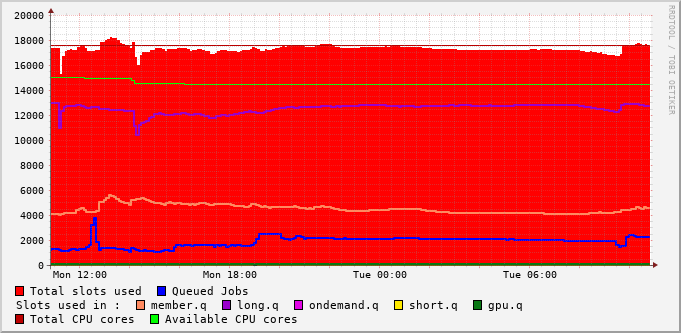 20000
18000
16000
14000
12000
10000
8000
6000
4000
2000
0
Mon 12:00 Mon 18:00 Tue 00:00 Tue 06:00
Total slots used Queued Jobs
Slots used in : member.q long.q ondemand.q short.q gpu.q
Total CPU cores Available CPU cores
RRDTOOL / TOBI OETIKER